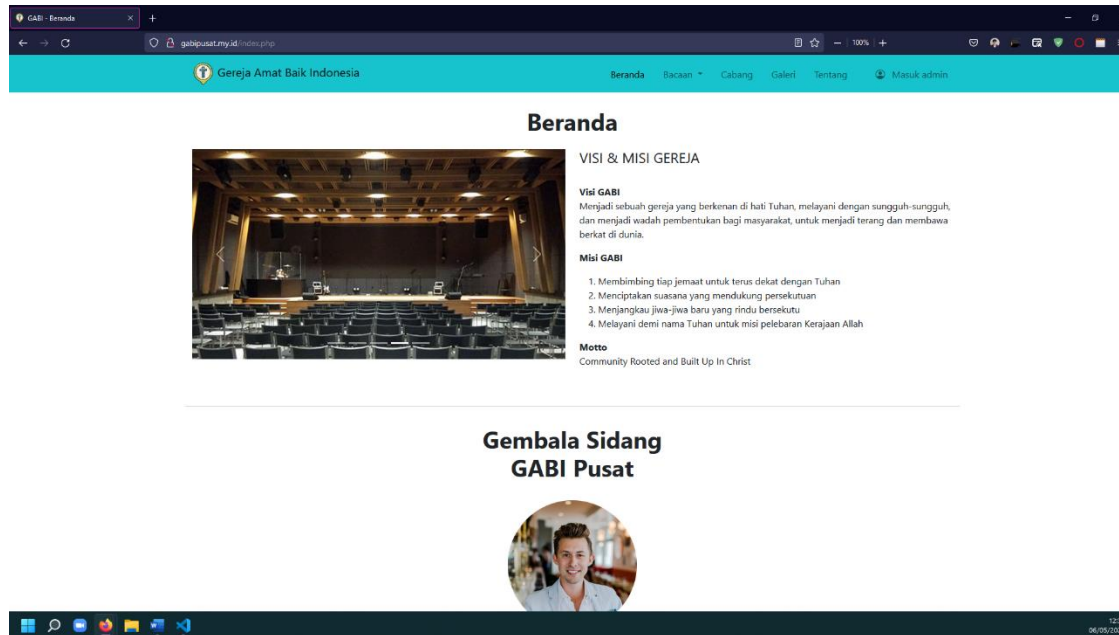 GABI - Beranda
gabipusat.my.id/index.php
100%
Gereja Amat Baik Indonesia
Beranda Bacaan Cabang Galeri Tentang Masuk admin
Beranda
VISI & MISI GEREJA
Visi GABI
Menjadi sebuah gereja yang berkenan di hati Tuhan, melayani dengan sungguh-sungguh,
dan menjadi wadah pembentukan bagi masyarakat, untuk menjadi terang dan membawa
berkat di dunia.
Misi GABI
1. Membimbing tiap jemaat untuk terus dekat dengan Tuhan
2. Menciptakan suasana yang mendukung persekutuan
3. Menjangkau jiwa-jiwa baru yang rindu bersekutu
4. Melayani demi nama Tuhan untuk misi pelebaran Kerajaan Allah
Motto
Community Rooted and Built Up In Christ
Gembala Sidang
GABI Pusat